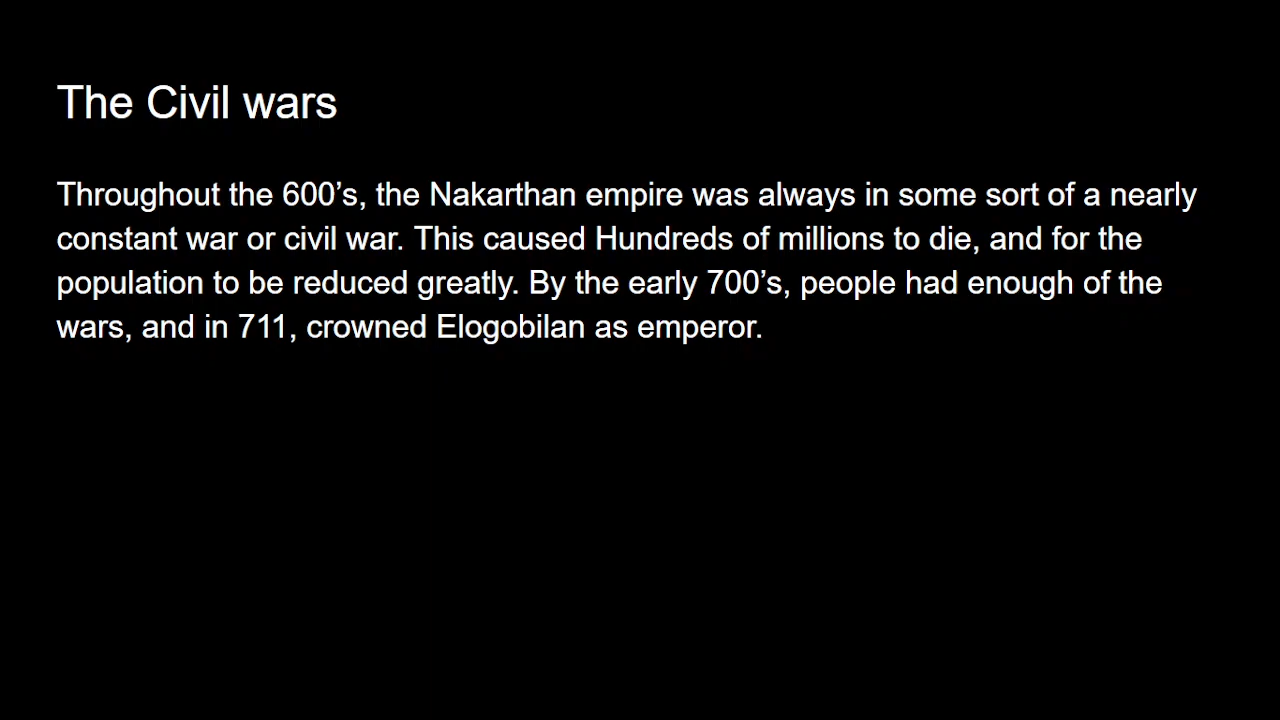 The Civil wars
Throughout the 600’s, the Nakarthan empire was always in some sort of a nearly
constant war or civil war. This caused Hundreds of millions to die, and for the
population to be reduced greatly. By the early 700’s, people had enough of the
wars, and in 711, crowned Elogobilan as emperor.